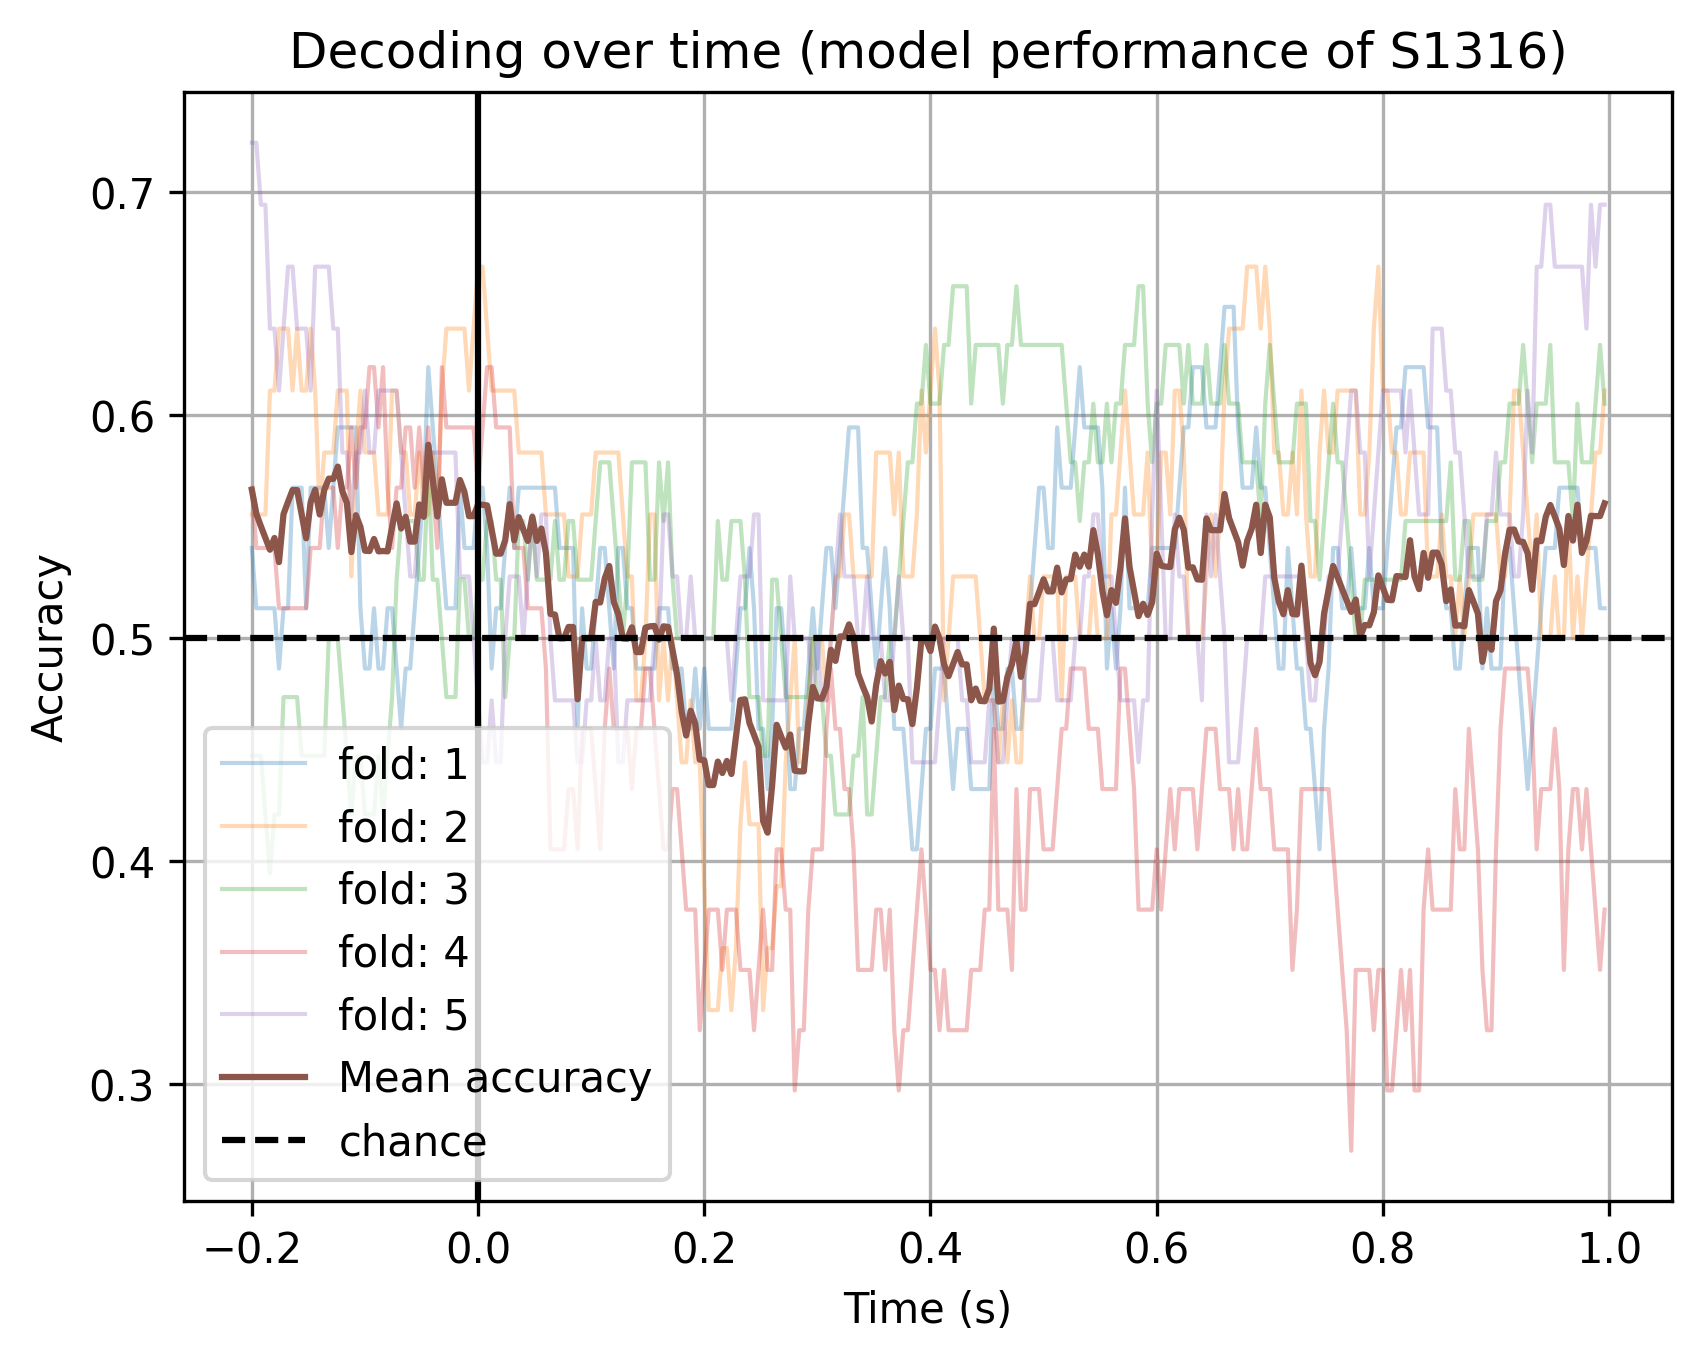 Decoding over time (model performance of S1316)
Accuracy
0.7
0.6
0.5
0.4
0.3
fold: 1
fold: 2
fold: 3
fold: 4
fold: 5
Mean accuracy
chance
−0.2 0.0 0.2 0.4 0.6 0.8 1.0
Time (s)